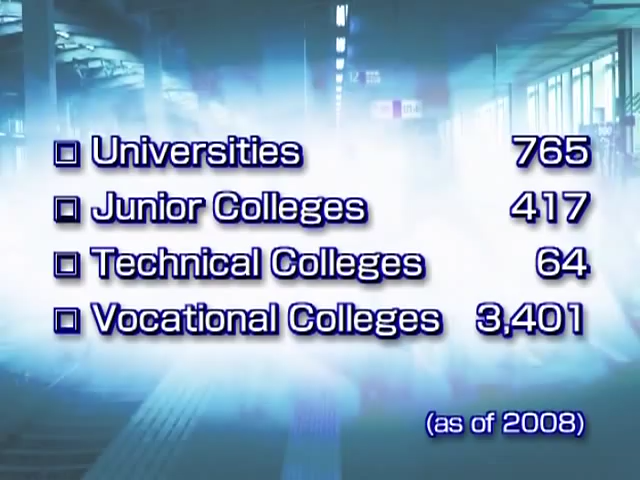 Universities 765
Junior Colleges 417
Technical Colleges 64
Vocational Colleges 3,401
(as of 2008)